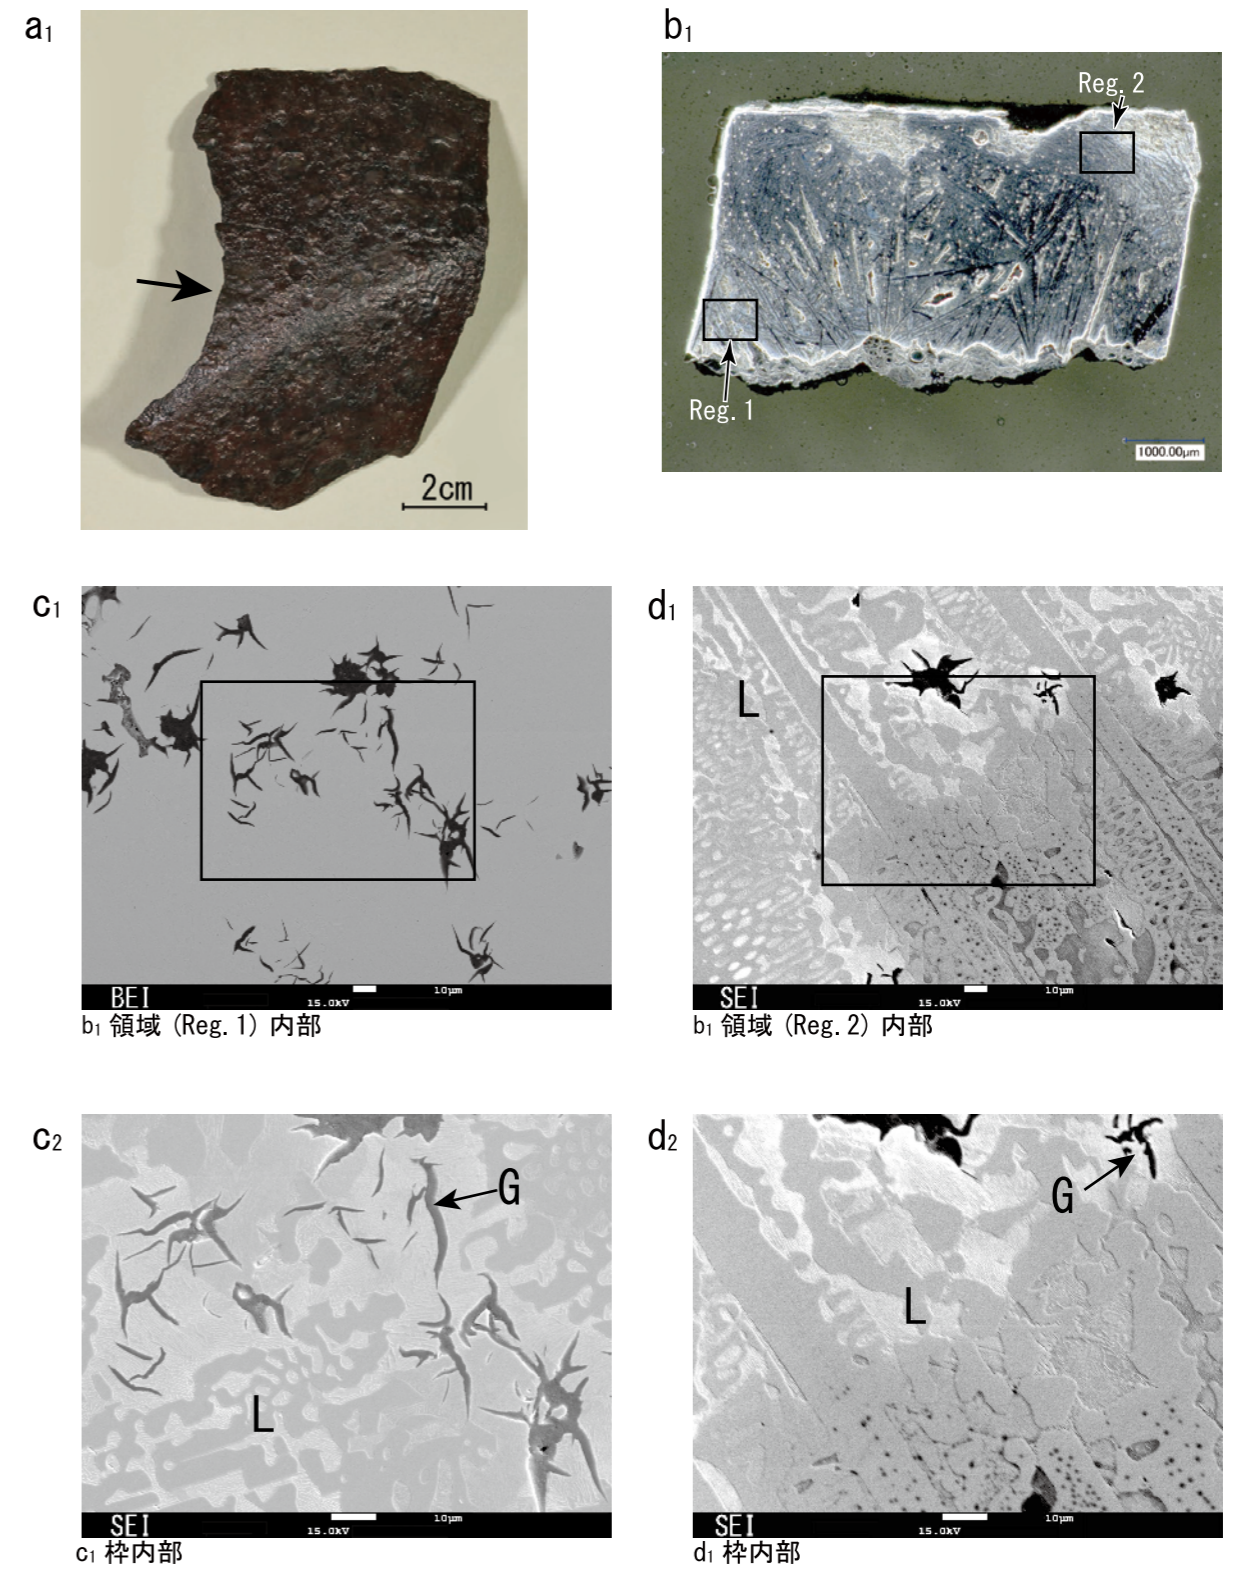 a1
2cm
b1
Reg. 2
Reg. 1
1000.00μm
c1
BEI 15.0kV 10μm
b1 領域 (Reg. 1) 内部
d1
L
SEI 15.0kV 10μm
b1 領域 (Reg. 2) 内部
c2
G
L
SEI 15.0kV 10μm
c1 枠内部
d2
G
L
SEI 15.0kV 10μm
d1 枠内部